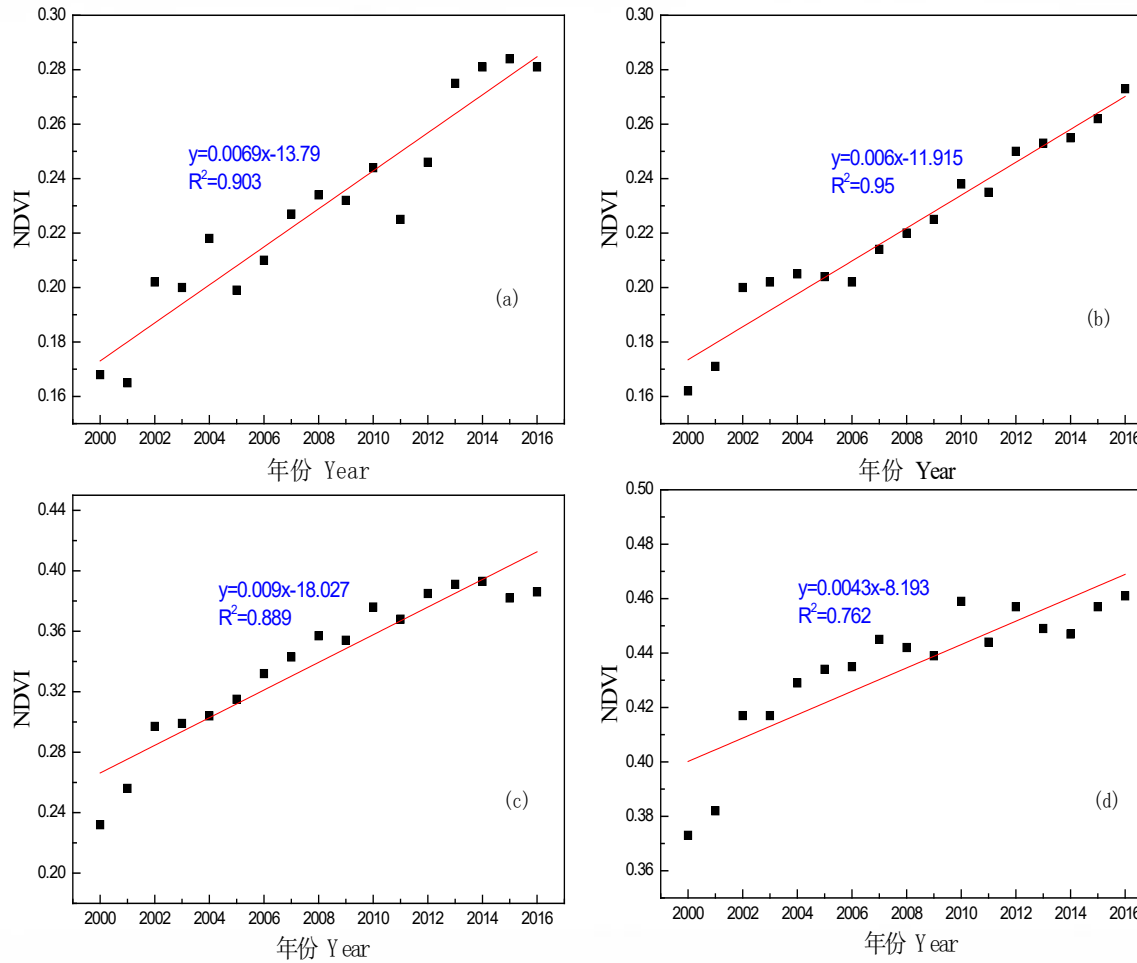 0.30
0.28
0.26
0.24
0.22
0.20
0.18
0.16
NDVI
y=0.0069x-13.79
R²=0.903
(a)
2000 2002 2004 2006 2008 2010 2012 2014 2016
年份 Year
0.30
0.28
0.26
0.24
0.22
0.20
0.18
0.16
NDVI
y=0.006x-11.915
R²=0.95
(b)
2000 2002 2004 2006 2008 2010 2012 2014 2016
年份 Year
0.44
0.40
0.36
0.32
0.28
0.24
0.20
NDVI
y=0.009x-18.027
R²=0.889
(c)
2000 2002 2004 2006 2008 2010 2012 2014 2016
年份 Year
0.50
0.48
0.46
0.44
0.42
0.40
0.38
0.36
NDVI
y=0.0043x-8.193
R²=0.762
(d)
2000 2002 2004 2006 2008 2010 2012 2014 2016
年份 Year